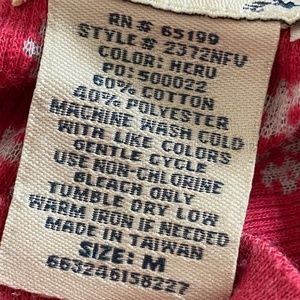 RN # 65199
STYLE # 2372NFU
COLOR: HERU
PO: 500022
60% COTTON
40% POLYESTER
MACHINE WASH COLD
WITH LIKE COLORS
GENTLE CYCLE
USE NON-CHLORINE
BLEACH ONLY
TUMBLE DRY LOW
WARM IRON IF NEEDED
MADE IN TAIWAN
SIZE: M
663246158227